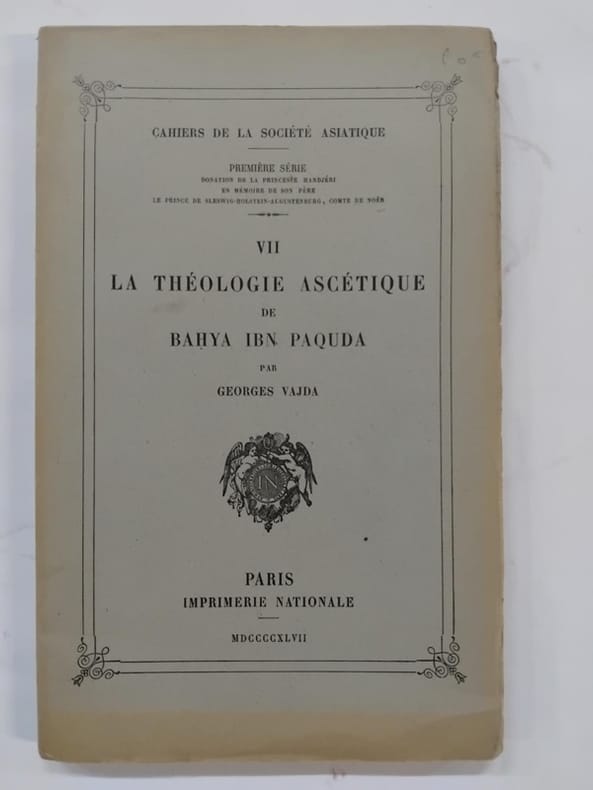 CAHIERS DE LA SOCIÉTÉ ASIATIQUE
PREMIÈRE SÉRIE
DONATION DE LA PRINCESSE HANDJÉRI
EN MÉMOIRE DE SON PÈRE
LE PRINCE DE SLESWIG-HOLSTEIN-AUGUSTENBURG, COMTE DE NOËR
VII
LA THÉOLOGIE ASCÉTIQUE
DE
BAḤYA IBN PAQUDA
PAR
GEORGES VAJDA
IN
PARIS
IMPRIMERIE NATIONALE
MDCCCCXLVII